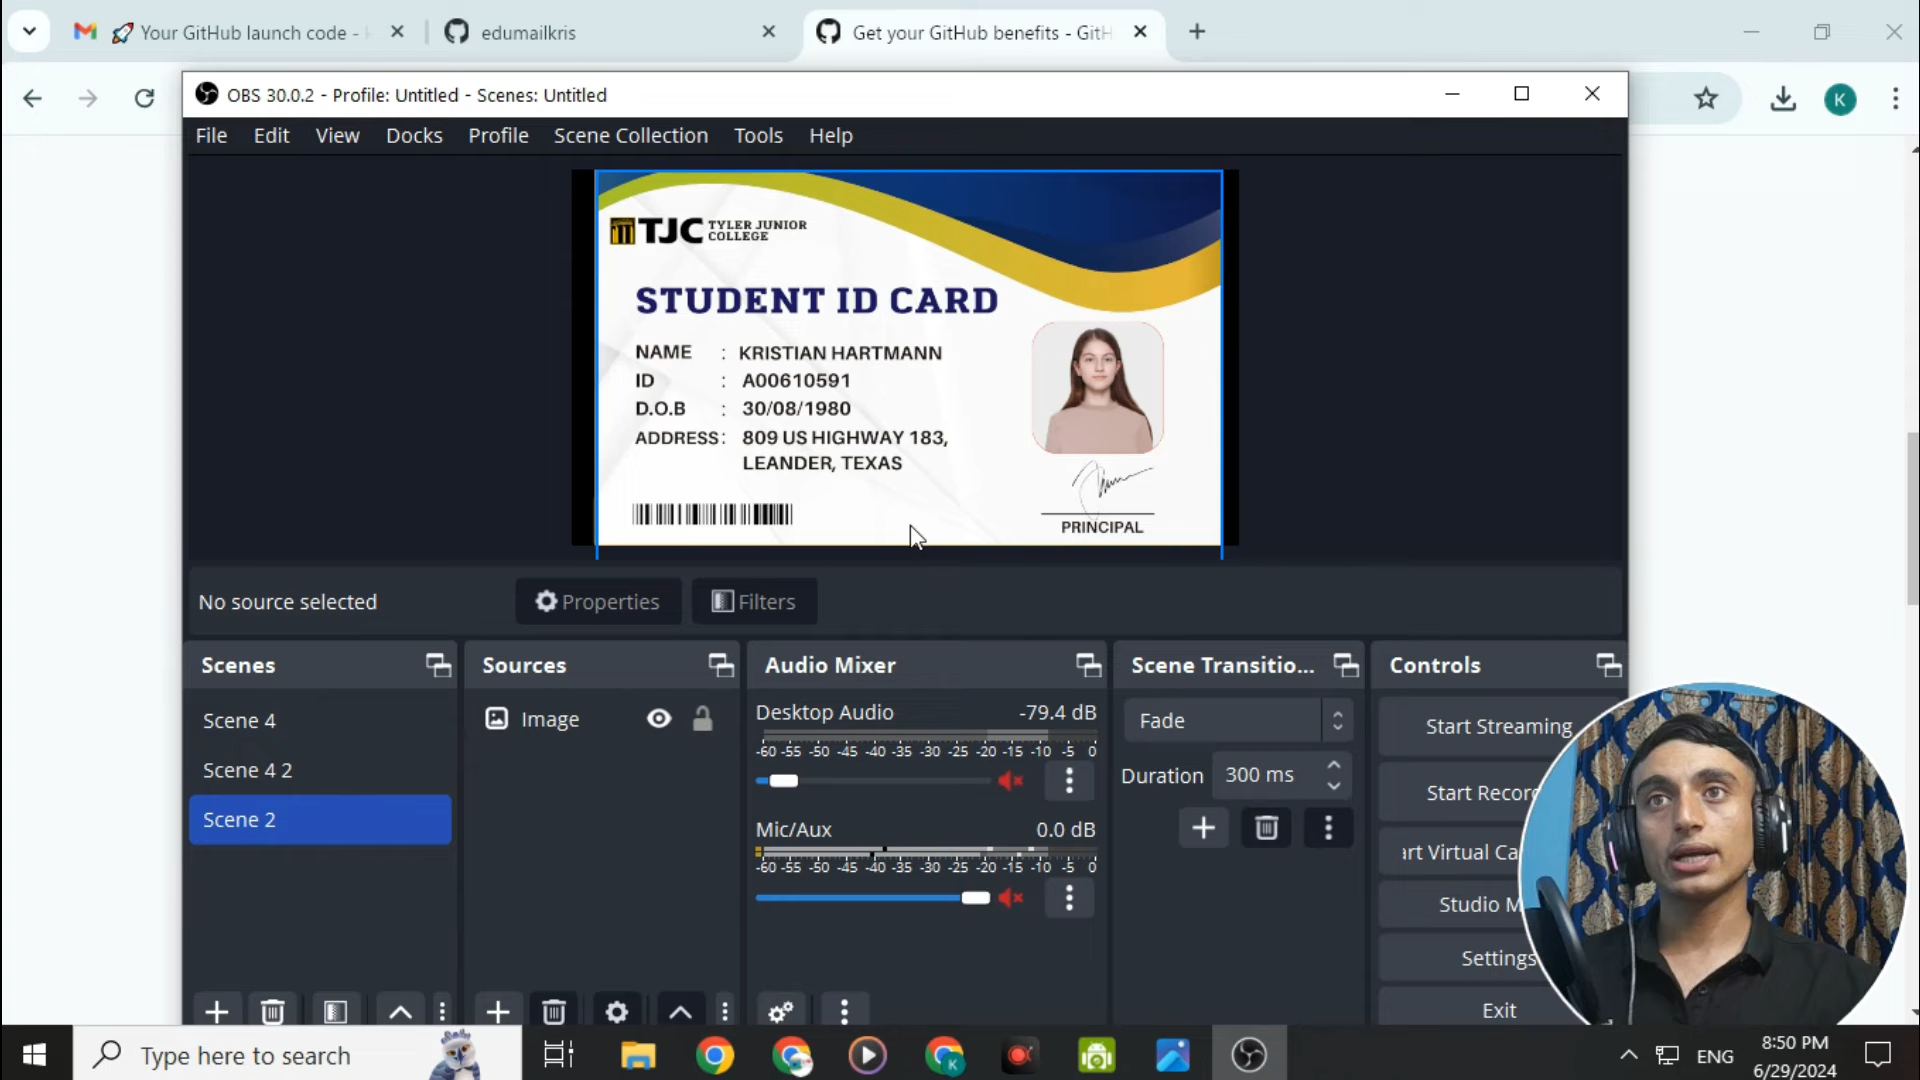 Your GitHub launch code -
edumailkris
Get your GitHub benefits - GitH
K
OBS 30.0.2 - Profile: Untitled - Scenes: Untitled
File Edit View Docks Profile Scene Collection Tools Help
TJC TYLER JUNIOR
COLLEGE
STUDENT ID CARD
NAME : KRISTIAN HARTMANN
ID : A00610591
D.O.B : 30/08/1980
ADDRESS : 809 US HIGHWAY 183,
LEANDER, TEXAS
PRINCIPAL
No source selected
Properties
Filters
Scenes
Scene 4
Scene 4 2
Scene 2
Sources
Image
Audio Mixer
Desktop Audio -79.4 dB
-60 -55 -50 -45 -40 -35 -30 -25 -20 -15 -10 -5 0
Mic/Aux 0.0 dB
-60 -55 -50 -45 -40 -35 -30 -25 -20 -15 -10 -5 0
Scene Transitio...
Fade
Duration 300 ms
Controls
Start Streaming
Start Recor
art Virtual Ca
Studio M
Settings
Exit
Type here to search
K
ENG
8:50 PM
6/29/2024